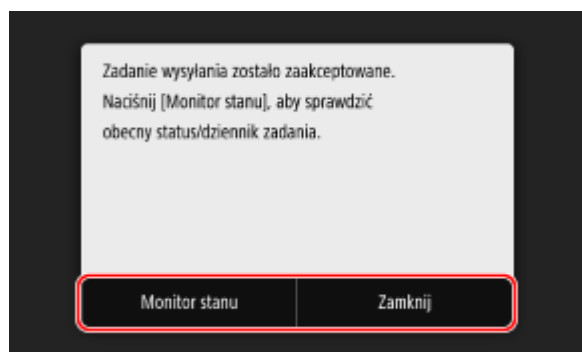 Zadanie wysyłania zostało zaakceptowane.
Naciśnij [Monitor stanu], aby sprawdzić
obecny status/dziennik zadania.
Monitor stanu
Zamknij